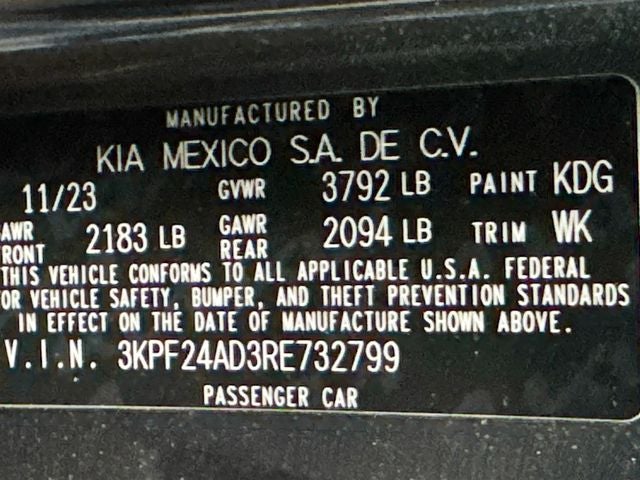 MANUFACTURED BY
KIA MEXICO S.A. DE C.V.
11/23 GVWR 3792 LB PAINT KDG
AWR FRONT 2183 LB GAWR REAR 2094 LB TRIM WK
THIS VEHICLE CONFORMS TO ALL APPLICABLE U.S.A. FEDERAL
OR VEHICLE SAFETY, BUMPER, AND THEFT PREVENTION STANDARDS
IN EFFECT ON THE DATE OF MANUFACTURE SHOWN ABOVE.
V.I.N. 3KPF24AD3RE732799
PASSENGER CAR